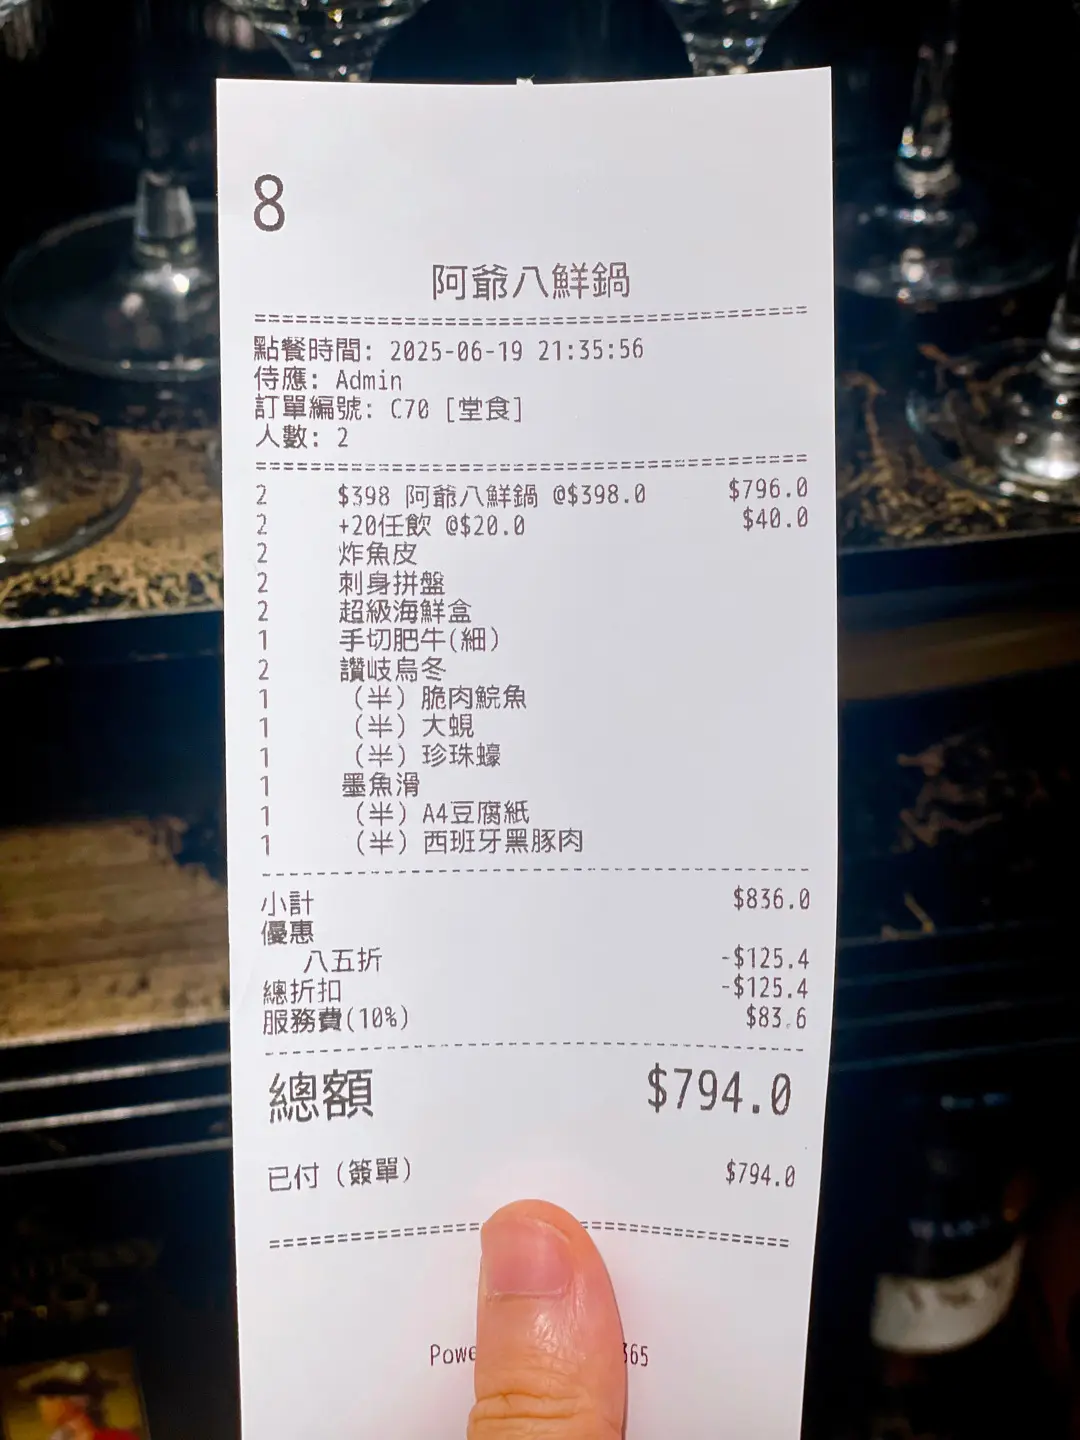 8
阿爺八鮮鍋
點餐時間: 2025-06-19 21:35:56
侍應: Admin
訂單編號: C70 [堂食]
人數: 2
2 $398 阿爺八鮮鍋 @$398.0 $796.0
2 +20任飲 @$20.0 $40.0
2 炸魚皮
2 刺身拼盤
2 超級海鮮盒
1 手切肥牛(細)
2 讚岐烏冬
1 (半) 脆肉鯇魚
1 (半) 大蜆
1 (半) 珍珠蠔
1 墨魚滑
1 (半) A4豆腐紙
1 (半) 西班牙黑豚肉
小計 $836.0
優惠
八五折 -$125.4
總折扣 -$125.4
服務費(10%) $83.6
總額 $794.0
已付 (簽單) $794.0
365